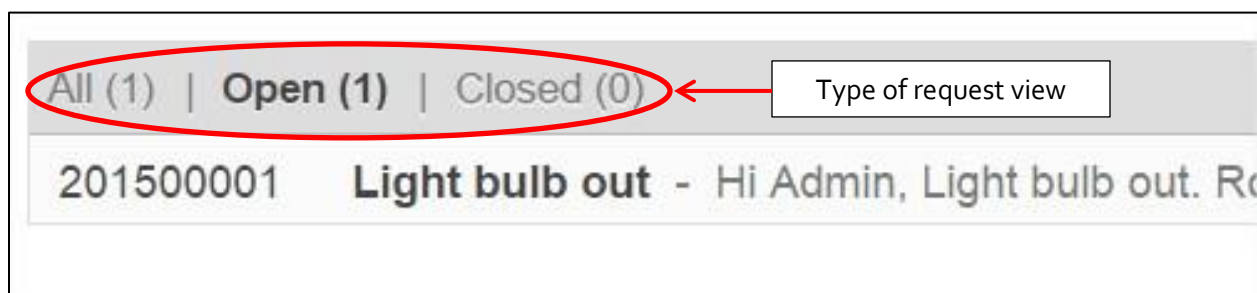 All (1) | Open (1) | Closed (0)
Type of request view
201500001 Light bulb out - Hi Admin, Light bulb out.